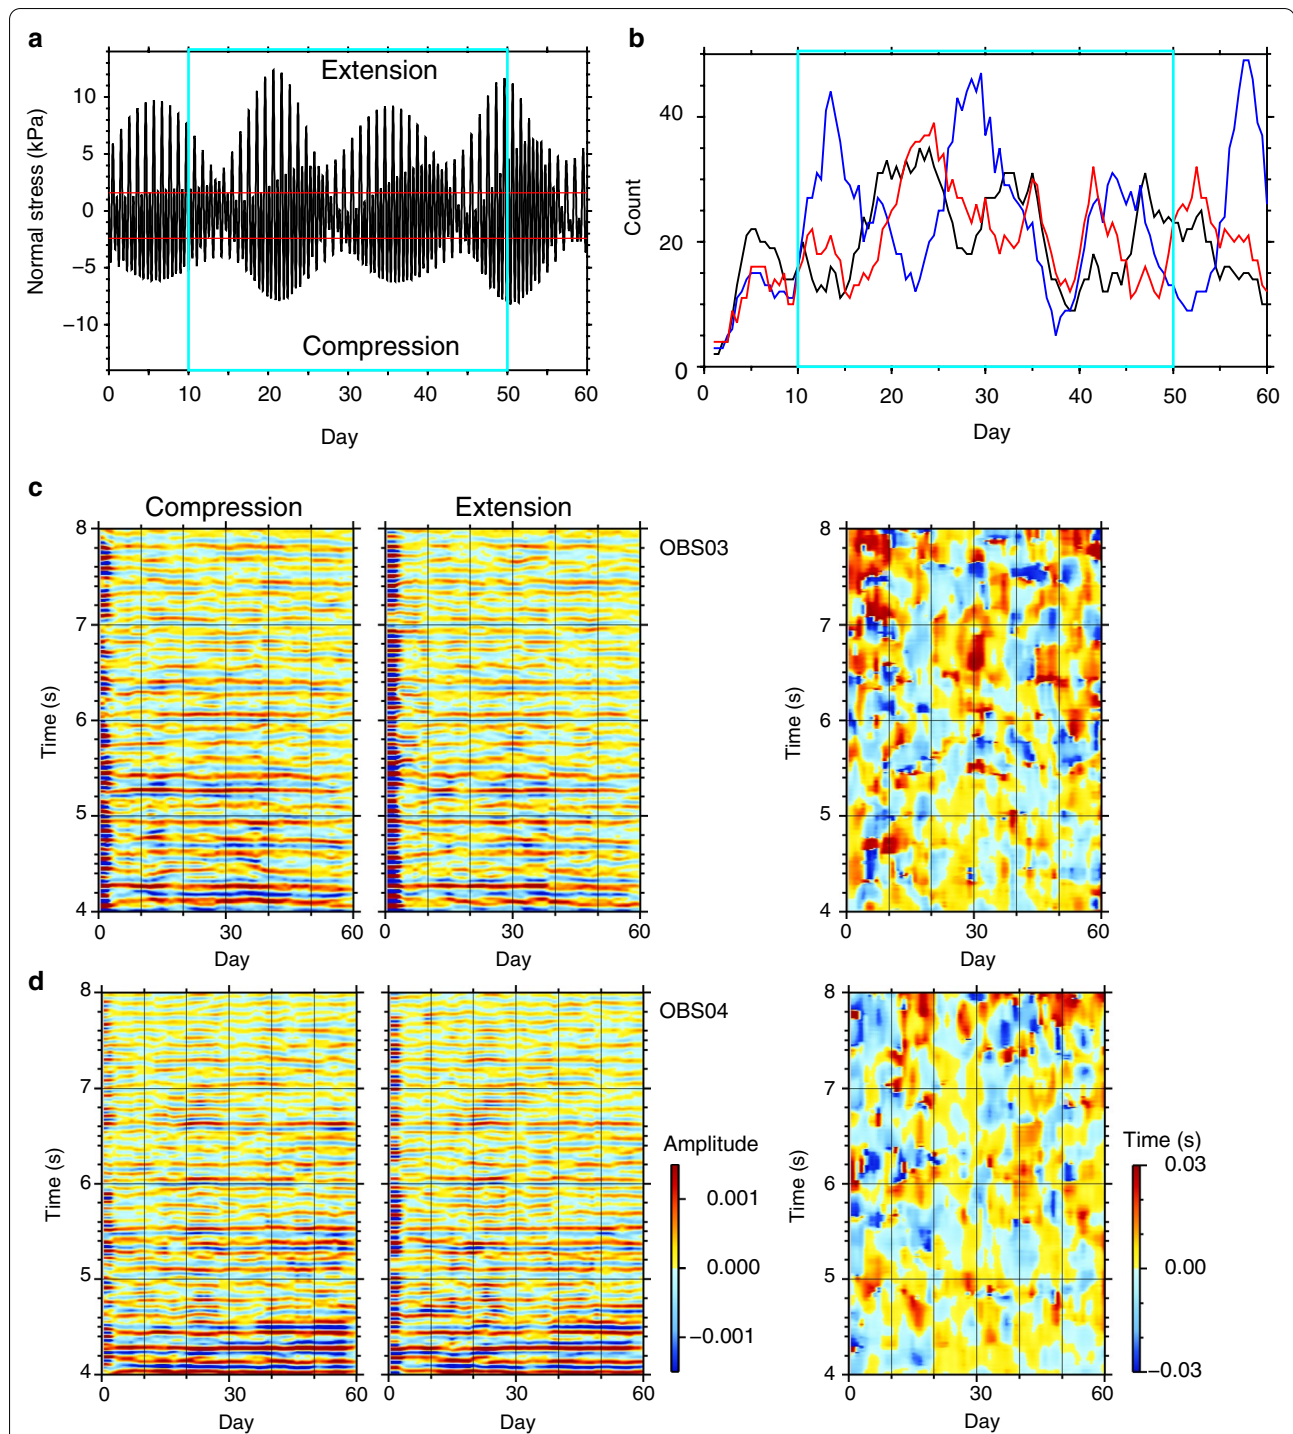 a
Extension
Compression
Normal stress (kPa)
10
5
0
−5
−10
0 10 20 30 40 50 60
Day
b
Count
40
20
0
0 10 20 30 40 50 60
Day
c
Compression Extension
OBS03
Time (s)
8
7
6
5
4
0 30 60
Day
0 30 60
Day
Time (s)
8
7
6
5
4
0 30 60
Day
d
OBS04
Time (s)
8
7
6
5
4
0 30 60
Day
0 30 60
Day
Amplitude
0.001
0.000
−0.001
Time (s)
8
7
6
5
4
0 30 60
Day
Time (s)
0.03
0.00
−0.03